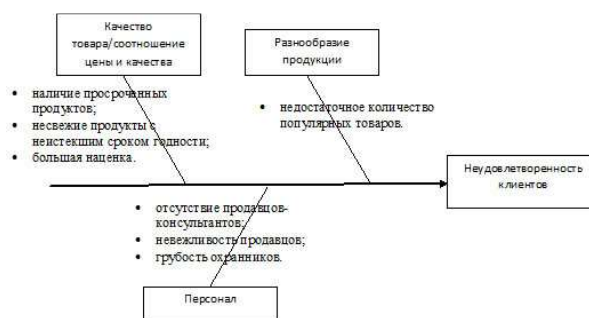 Качество
товара/соотношение
цены и качества
Разнообразие
продукции
• наличие просроченных
продуктов;
• несвежие продукты с
неистекшим сроком годности;
• большая наценка.
• недостаточное количество
популярных товаров.
Неудовлетворенность
клиентов
• отсутствие продавцов-
консультантов;
• невежливость продавцов;
• грубость охранников.
Персонал